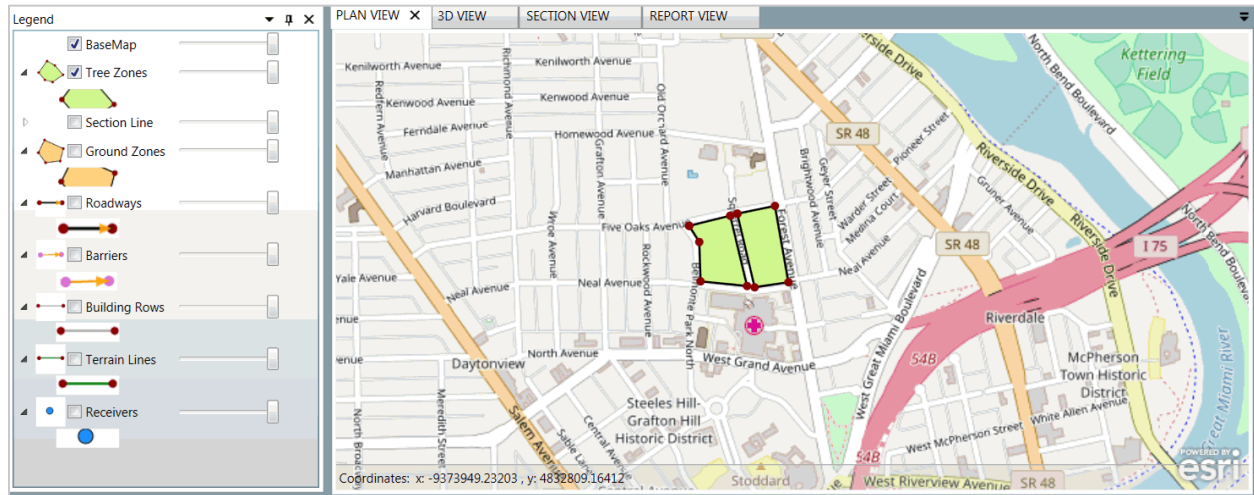 Legend
BaseMap
Tree Zones
Section Line
Ground Zones
Roadways
Barriers
Building Rows
Terrain Lines
Receivers
PLAN VIEW
3D VIEW
SECTION VIEW
REPORT VIEW
Kenilworth Avenue
Kenilworth Avenue
Redfern Avenue
Richmond Avenue
Kenwood Avenue
Kenwood Avenue
Old Orchard Avenue
Ferndale Avenue
Homewood Avenue
Grafton Avenue
Manhattan Avenue
Harvard Boulevard
Five Oaks Avenue
Wroe Avenue
Rockwood Avenue
Yale Avenue
Neal Avenue
Neal Avenue
Belmonte Park North
Forest Avenue
Brightwood Avenue
Geyer Street
Warder Street
Medina Court
Neal Avenue
Pioneer Street
Gruner Avenue
Riverside Drive
Riverside Drive
Riverside Drive
North Bend Boulevard
North Bend Boulevard
Kettering
Field
SR 48
SR 48
I 75
Riverdale
West Great Miami Boulevard
54B
North Avenue
West Grand Avenue
Daytonview
enue
enue
Meredith Street
North Broadway
Salem Avenue
Sable Lane
Central Avenue
Steeles Hill-
Grafton Hill
Historic District
McPherson
Town Historic
District
White Allen Avenue
West McPherson Street
Great Miami River
54B
Stoddard
West Riverview Avenue
SR 48
Coordinates: x: -9373949.23203 , y: 4832809.16412
POWERED BY
esri